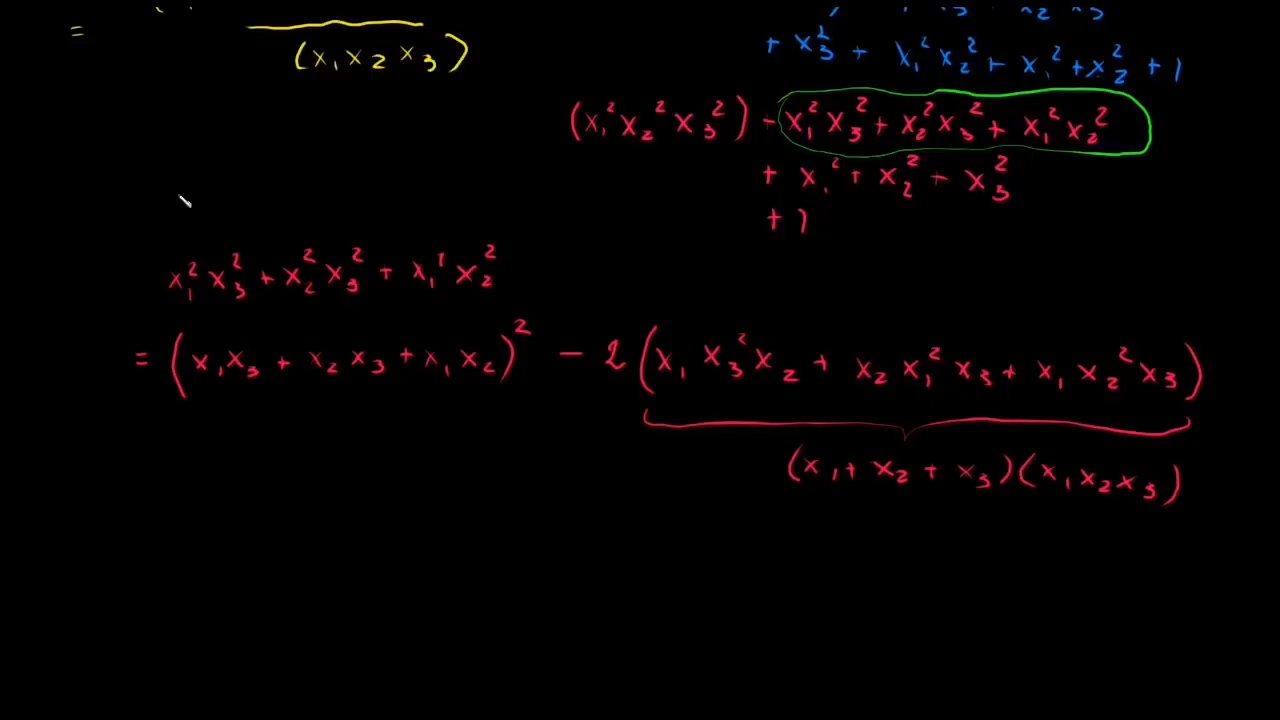 =
(x₁x₂x₃)
+ x₃² + x₁²x₂² + x₁² + x₂² + 1
(x₁²x₂²x₃²) + x₁²x₃² + x₂²x₃² + x₁²x₂²
+ x₁² + x₂² + x₃²
+ 1
x₁²x₃² + x₂²x₃² + x₁²x₂²
= (x₁x₃ + x₂x₃ + x₁x₂)² − 2(x₁x₃²x₂ + x₂x₁²x₃ + x₁x₂²x₃)
(x₁ + x₂ + x₃)(x₁x₂x₃)